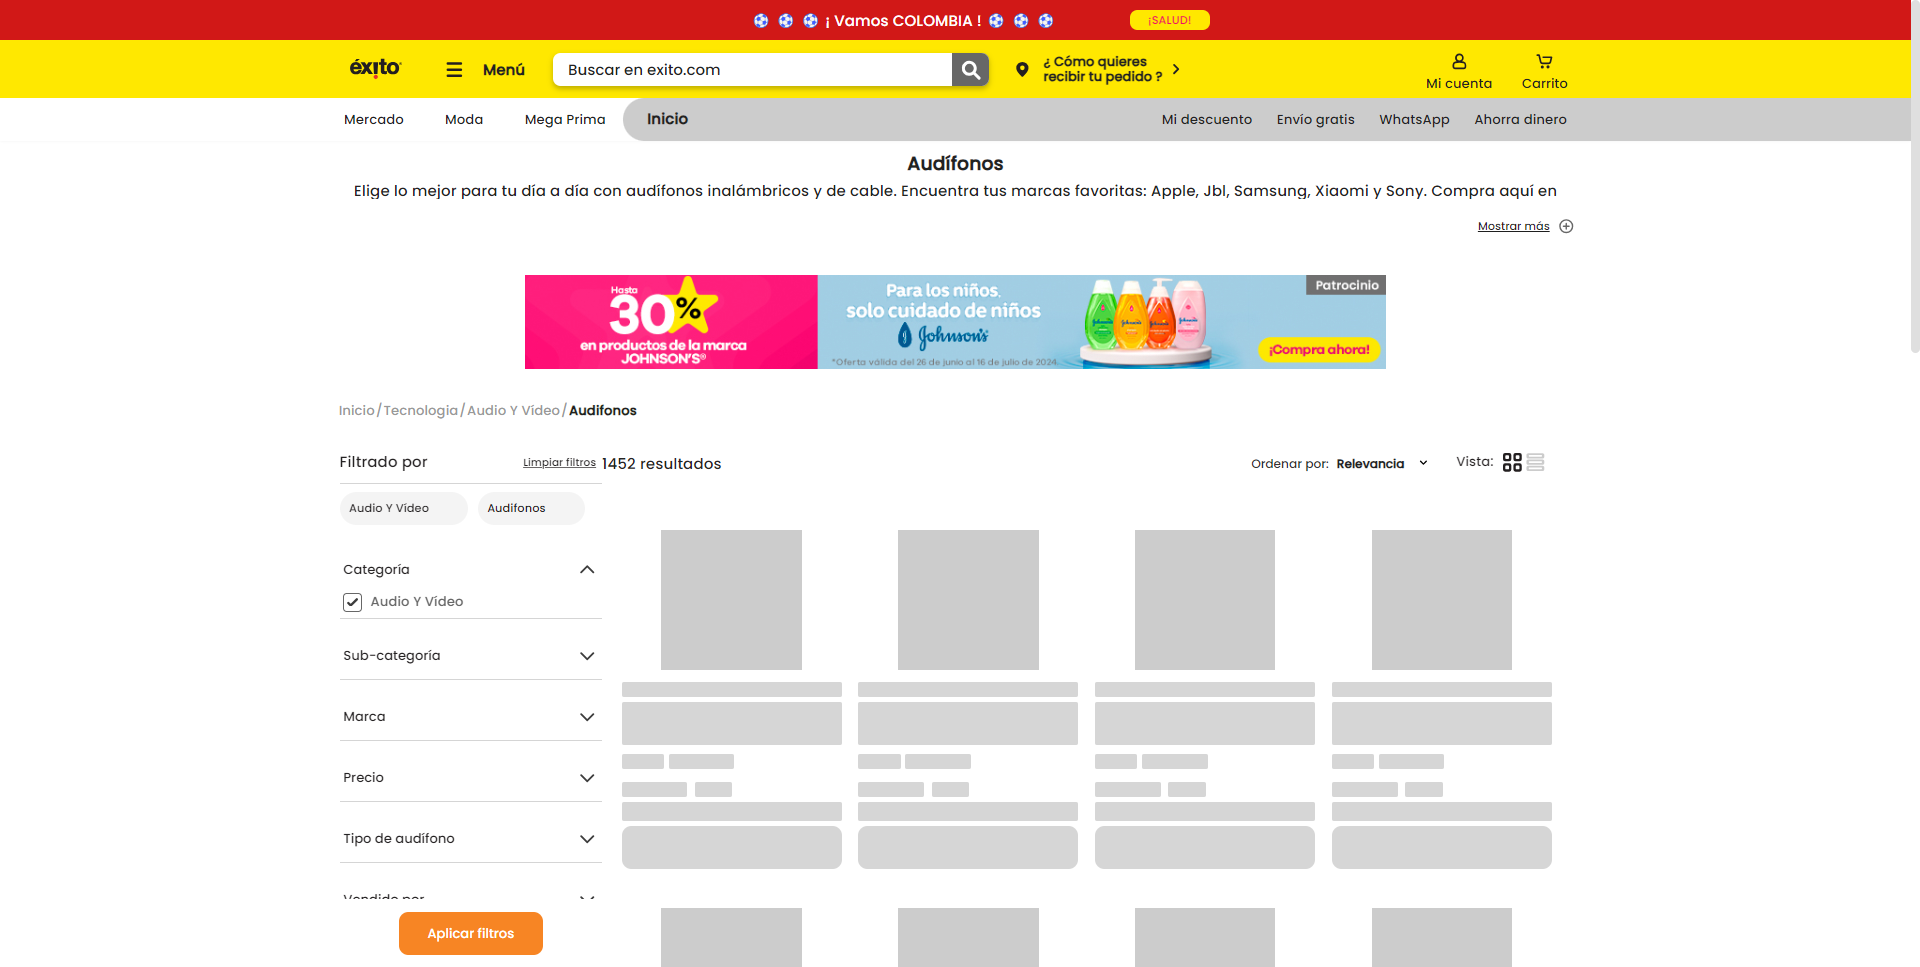 ¡ Vamos COLOMBIA !
¡SALUD!
éxito
Menú
Buscar en exito.com
¿ Cómo quieres
recibir tu pedido ?
Mi cuenta
Carrito
Mercado
Moda
Mega Prima
Inicio
Mi descuento
Envío gratis
WhatsApp
Ahorra dinero
Audífonos
Elige lo mejor para tu día a día con audífonos inalámbricos y de cable. Encuentra tus marcas favoritas: Apple, Jbl, Samsung, Xiaomi y Sony. Compra aquí en
Mostrar más
Hasta
30%
en productos de la marca
JOHNSON'S®
Para los niños,
solo cuidado de niños
Johnson's
*Oferta válida del 26 de junio al 16 de julio de 2024
Patrocinio
¡Compra ahora!
Inicio/Tecnologia/Audio Y Vídeo/Audifonos
Filtrado por
Limpiar filtros
1452 resultados
Ordenar por: Relevancia
Vista:
Audio Y Vídeo
Audifonos
Categoría
Audio Y Vídeo
Sub-categoría
Marca
Precio
Tipo de audífono
Vendido por
Aplicar filtros